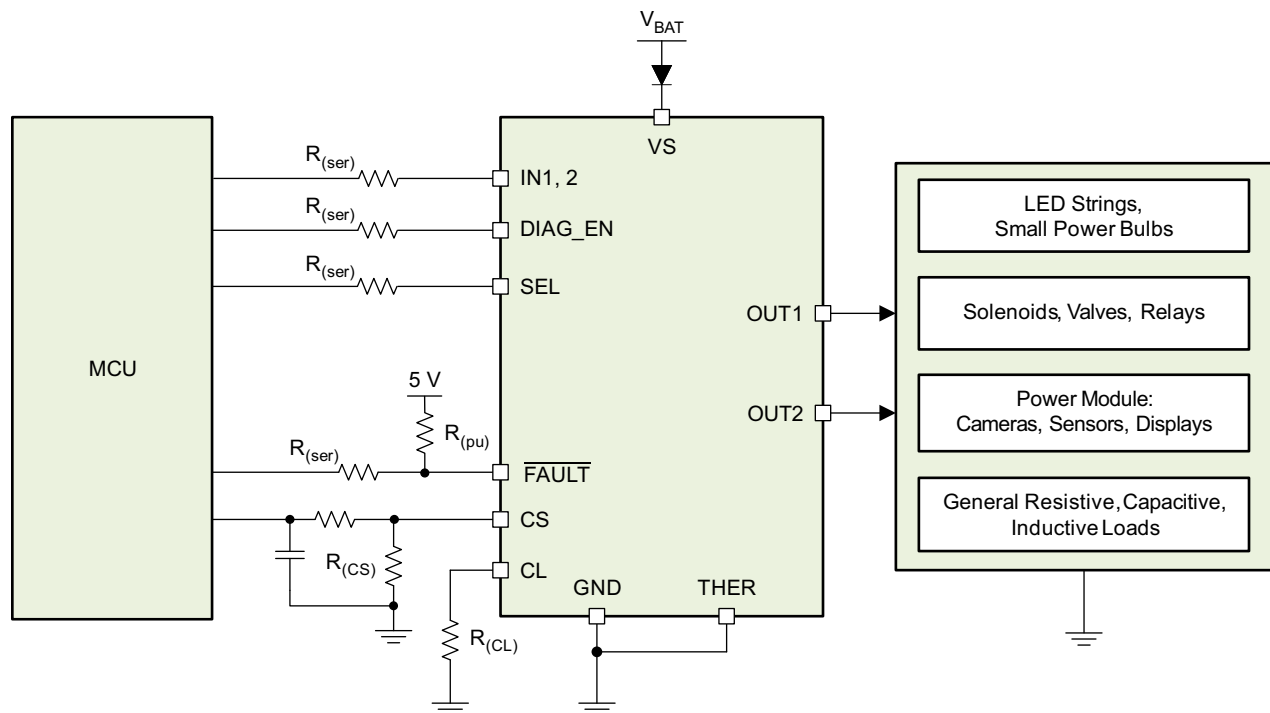 V(BAT)
VS
MCU
R(ser)
IN1, 2
R(ser)
DIAG_EN
R(ser)
SEL
5 V
R(pu)
R(ser)
FAULT
CS
R(CS)
CL
R(CL)
GND
THER
OUT1
OUT2
LED Strings,
Small Power Bulbs
Solenoids, Valves, Relays
Power Module:
Cameras, Sensors, Displays
General Resistive, Capacitive,
Inductive Loads